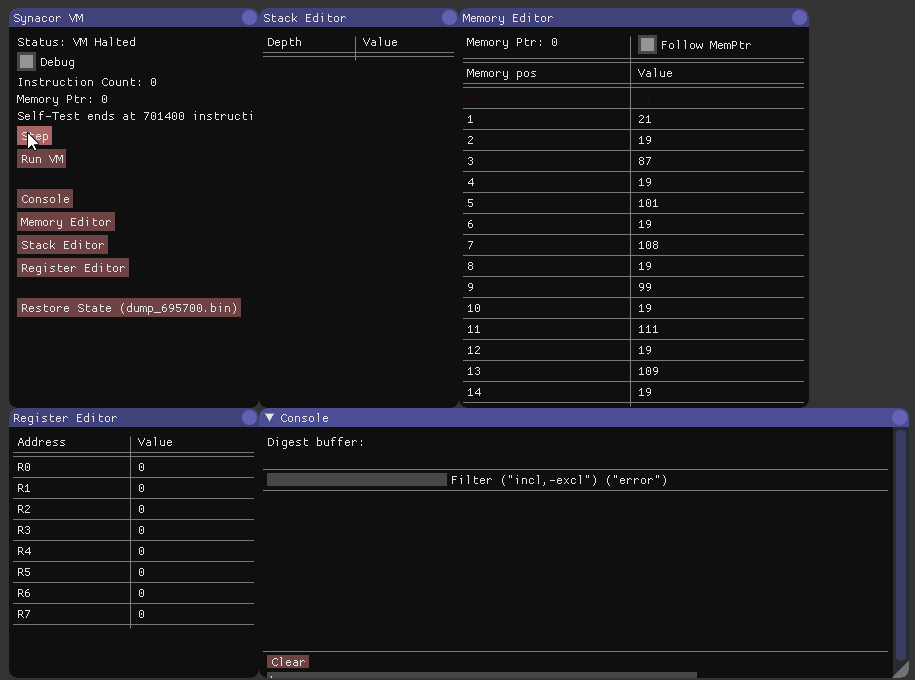 Synacor VM
Status: VM Halted
Debug
Instruction Count: 0
Memory Ptr: 0
Self-Test ends at 701400 instructi
Step
Run VM
Console
Memory Editor
Stack Editor
Register Editor
Restore State (dump_695700.bin)
Stack Editor
Depth Value
Memory Editor
Memory Ptr: 0 Follow MemPtr
Memory pos Value
1 21
2 19
3 87
4 19
5 101
6 19
7 108
8 19
9 99
10 19
11 111
12 19
13 109
14 19
Register Editor
Address Value
R0 0
R1 0
R2 0
R3 0
R4 0
R5 0
R6 0
R7 0
Console
Digest buffer:
Filter ("incl,-excl") ("error")
Clear